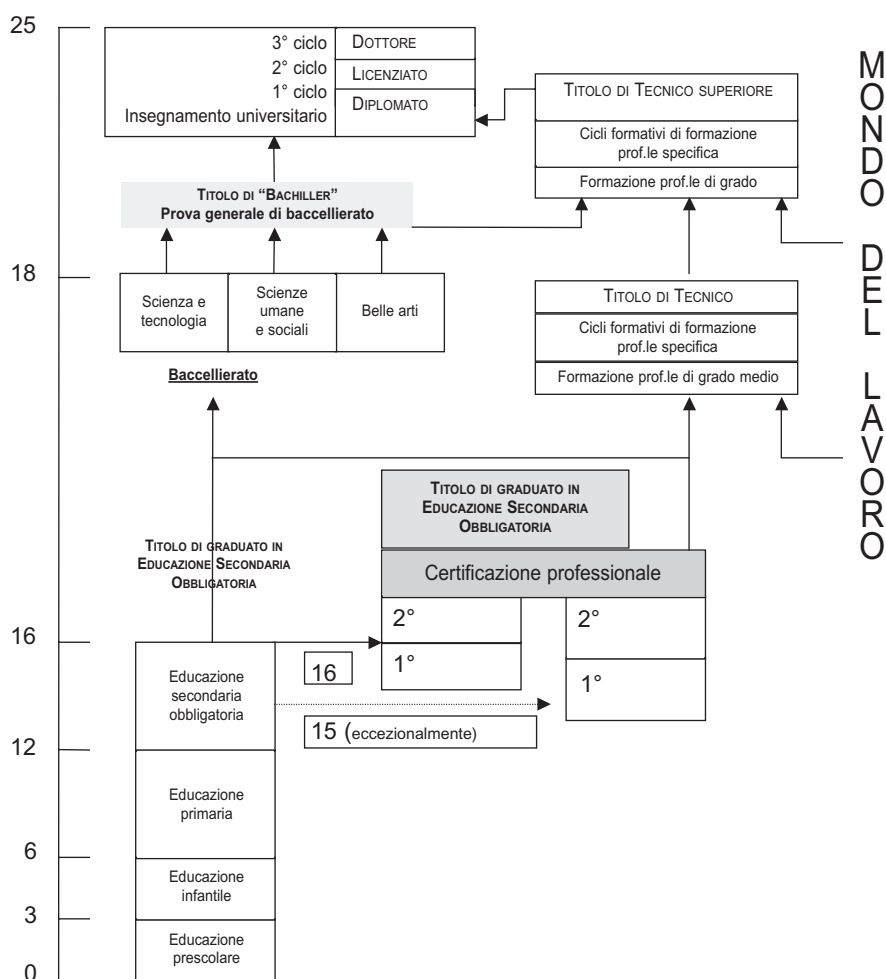 25
3° ciclo
DOTTORE
2° ciclo
LICENZIATO
1° ciclo
DIPLOMATO
Insegnamento universitario
TITOLO DI TECNICO SUPERIORE
Cicli formativi di formazione
prof.le specifica
Formazione prof.le di grado
TITOLO DI “BACHILLER”
Prova generale di baccellierato
18
Scienza e
tecnologia
Scienze
umane
e sociali
Belle arti
Baccellierato
TITOLO DI TECNICO
Cicli formativi di formazione
prof.le specifica
Formazione prof.le di grado medio
MONDO DEL LAVORO
TITOLO DI GRADUATO IN
EDUCAZIONE SECONDARIA
OBBLIGATORIA
TITOLO DI GRADUATO IN
EDUCAZIONE SECONDARIA
OBBLIGATORIA
Certificazione professionale
2°
1°
2°
1°
16
Educazione
secondaria
obbligatoria
16
15 (eccezionalmente)
12
Educazione
primaria
6
Educazione
infantile
3
Educazione
prescolare
0